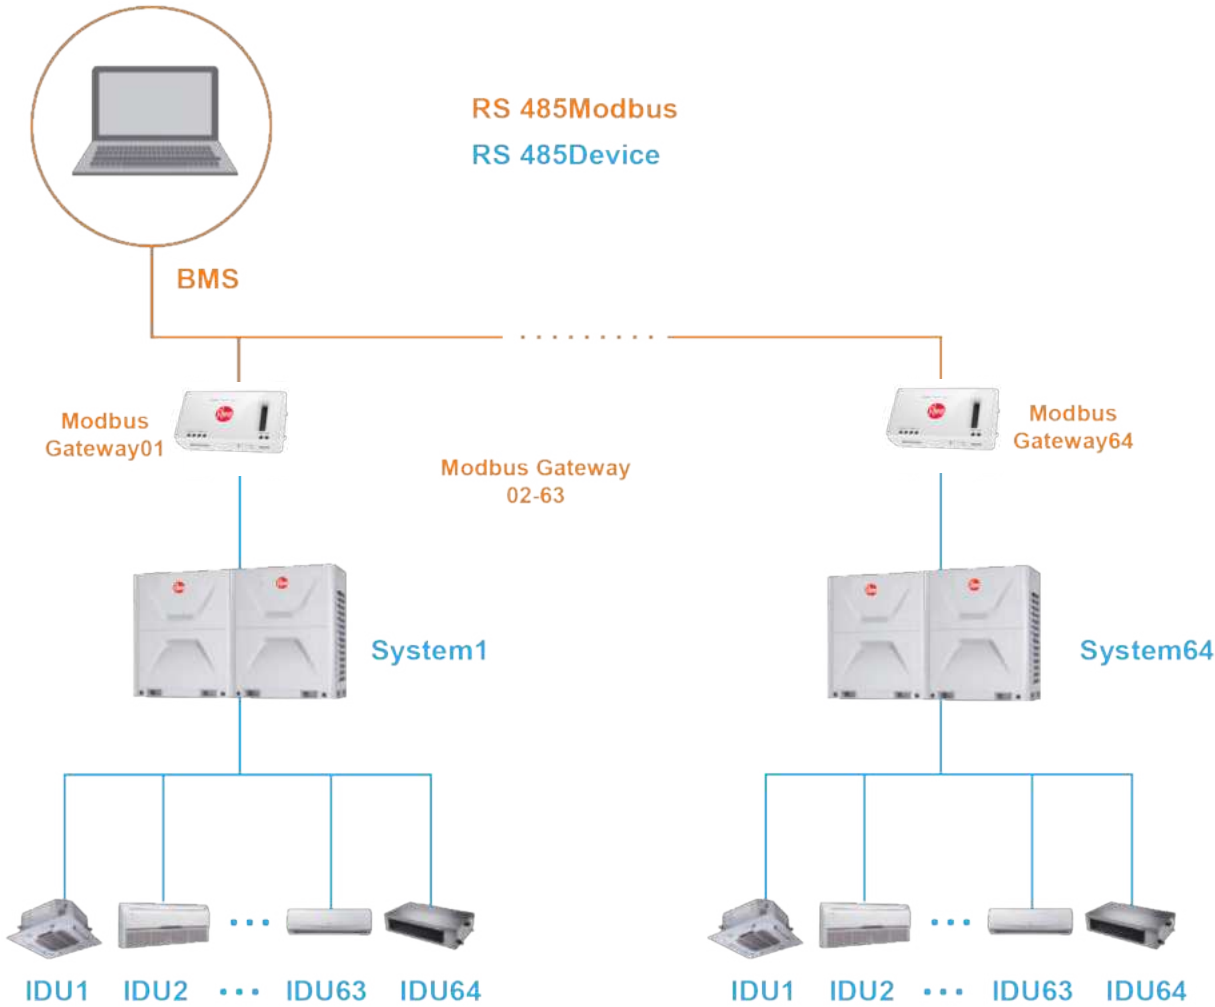 RS 485Modbus
RS 485Device
BMS
Modbus
Gateway01
Modbus Gateway
02-63
Modbus
Gateway64
System1
System64
IDU1 IDU2 ... IDU63 IDU64
IDU1 IDU2 ... IDU63 IDU64